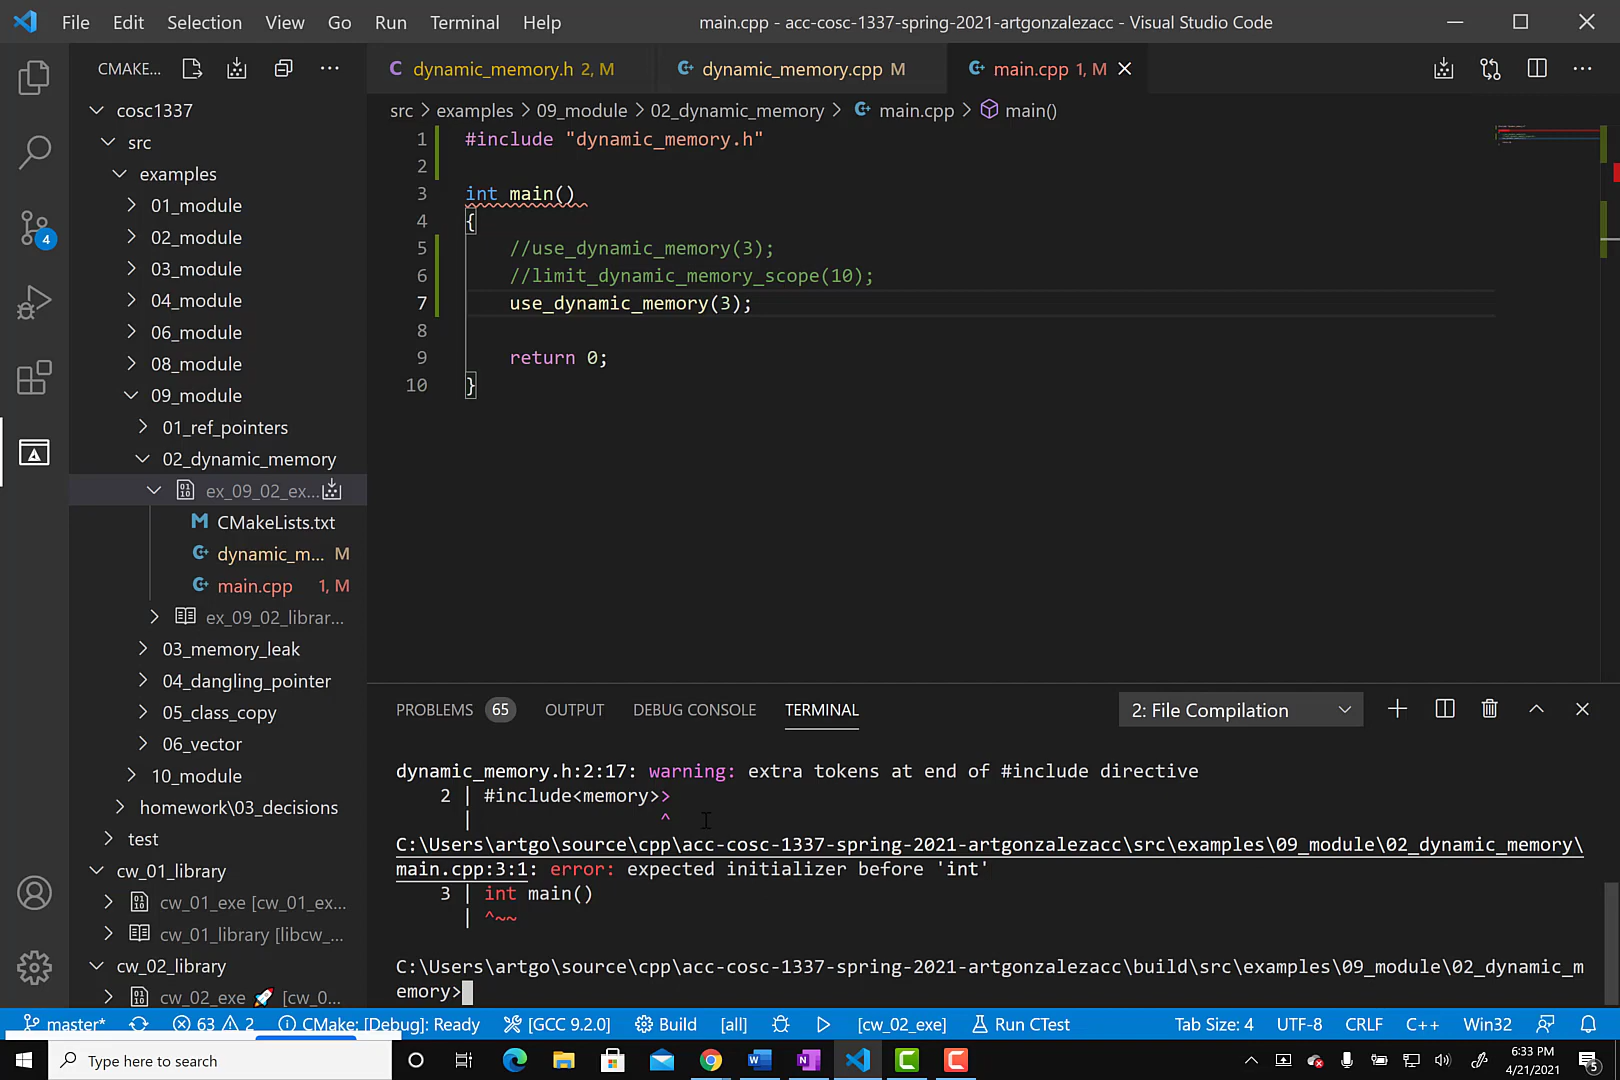 File Edit Selection View Go Run Terminal Help main.cpp - acc-cosc-1337-spring-2021-artgonzalezacc - Visual Studio Code
CMAKE... dynamic_memory.h 2, M dynamic_memory.cpp M main.cpp 1, M
src > examples > 09_module > 02_dynamic_memory > main.cpp > main()
cosc1337
src
examples
01_module
02_module
03_module
04_module
06_module
08_module
09_module
01_ref_pointers
02_dynamic_memory
ex_09_02_ex...
CMakeLists.txt
dynamic_m... M
main.cpp 1, M
ex_09_02_librar...
03_memory_leak
04_dangling_pointer
05_class_copy
06_vector
10_module
homework\03_decisions
test
cw_01_library
cw_01_exe [cw_01_ex...
cw_01_library [libcw_...
cw_02_library
cw_02_exe 🚀 [cw_0...
4
1 #include "dynamic_memory.h"
2
3 int main()
4 {
5 //use_dynamic_memory(3);
6 //limit_dynamic_memory_scope(10);
7 use_dynamic_memory(3);
8
9 return 0;
10 }
PROBLEMS 65 OUTPUT DEBUG CONSOLE TERMINAL 2: File Compilation
dynamic_memory.h:2:17: warning: extra tokens at end of #include directive
2 | #include<memory>>
| ^
C:\Users\artgo\source\cpp\acc-cosc-1337-spring-2021-artgonzalezacc\src\examples\09_module\02_dynamic_memory\
main.cpp:3:1: error: expected initializer before 'int'
3 | int main()
| ^~~
C:\Users\artgo\source\cpp\acc-cosc-1337-spring-2021-artgonzalezacc\build\src\examples\09_module\02_dynamic_m
emory>
master* 63 2 CMake: [Debug]: Ready [GCC 9.2.0] Build [all] [cw_02_exe] Run CTest Tab Size: 4 UTF-8 CRLF C++ Win32
Type here to search
6:33 PM
4/21/2021
5